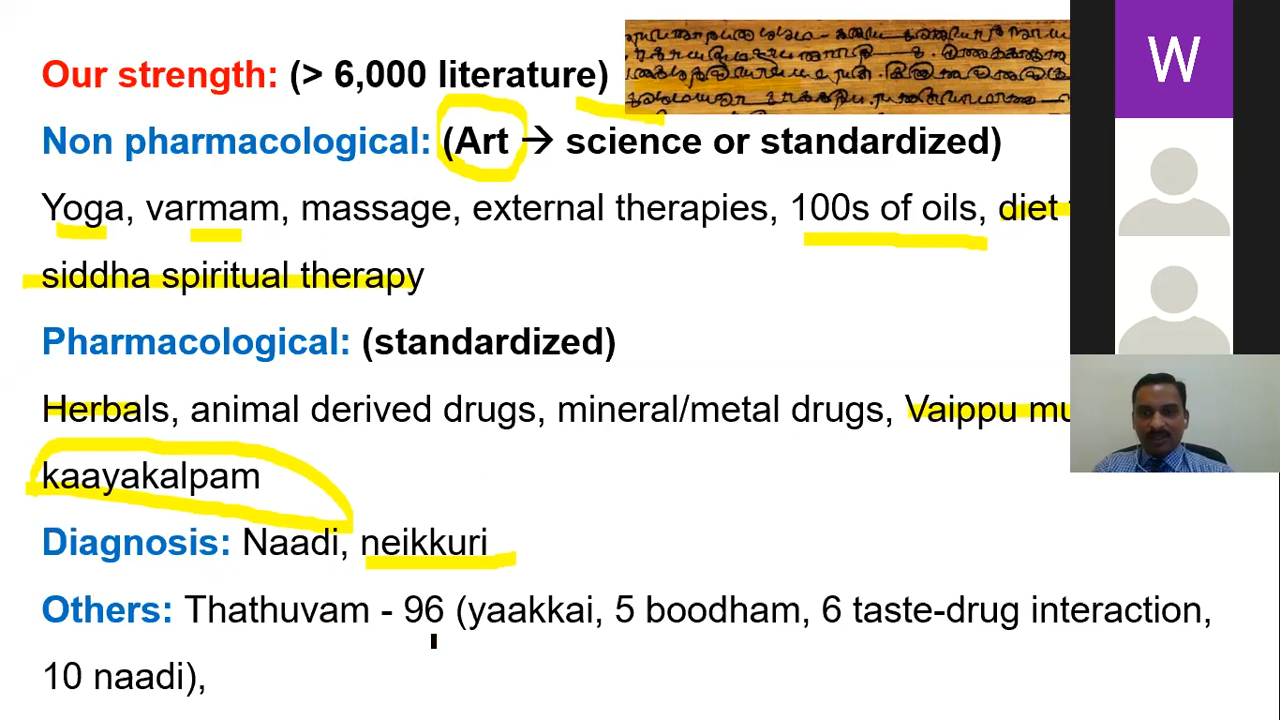 Our strength: (> 6,000 literature)
W
Non pharmacological: (Art → science or standardized)
Yoga, varmam, massage, external therapies, 100s of oils, diet
siddha spiritual therapy
Pharmacological: (standardized)
Herbals, animal derived drugs, mineral/metal drugs, Vaippu
kaayakalpam
Diagnosis: Naadi, neikkuri
Others: Thathuvam - 96 (yaakkai, 5 boodham, 6 taste-drug interaction,
10 naadi),